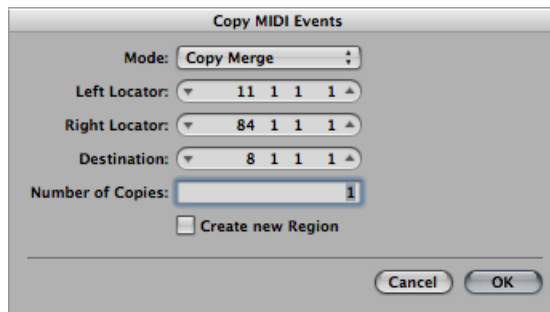 Copy MIDI Events
Mode: Copy Merge
Left Locator: 11 1 1 1
Right Locator: 84 1 1 1
Destination: 8 1 1 1
Number of Copies: 1
Create new Region
Cancel OK